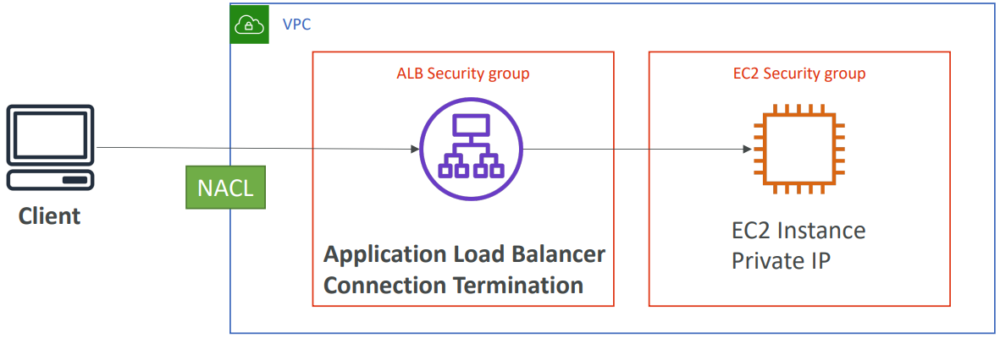 VPC
ALB Security group
EC2 Security group
NACL
Client
Application Load Balancer
Connection Termination
EC2 Instance
Private IP